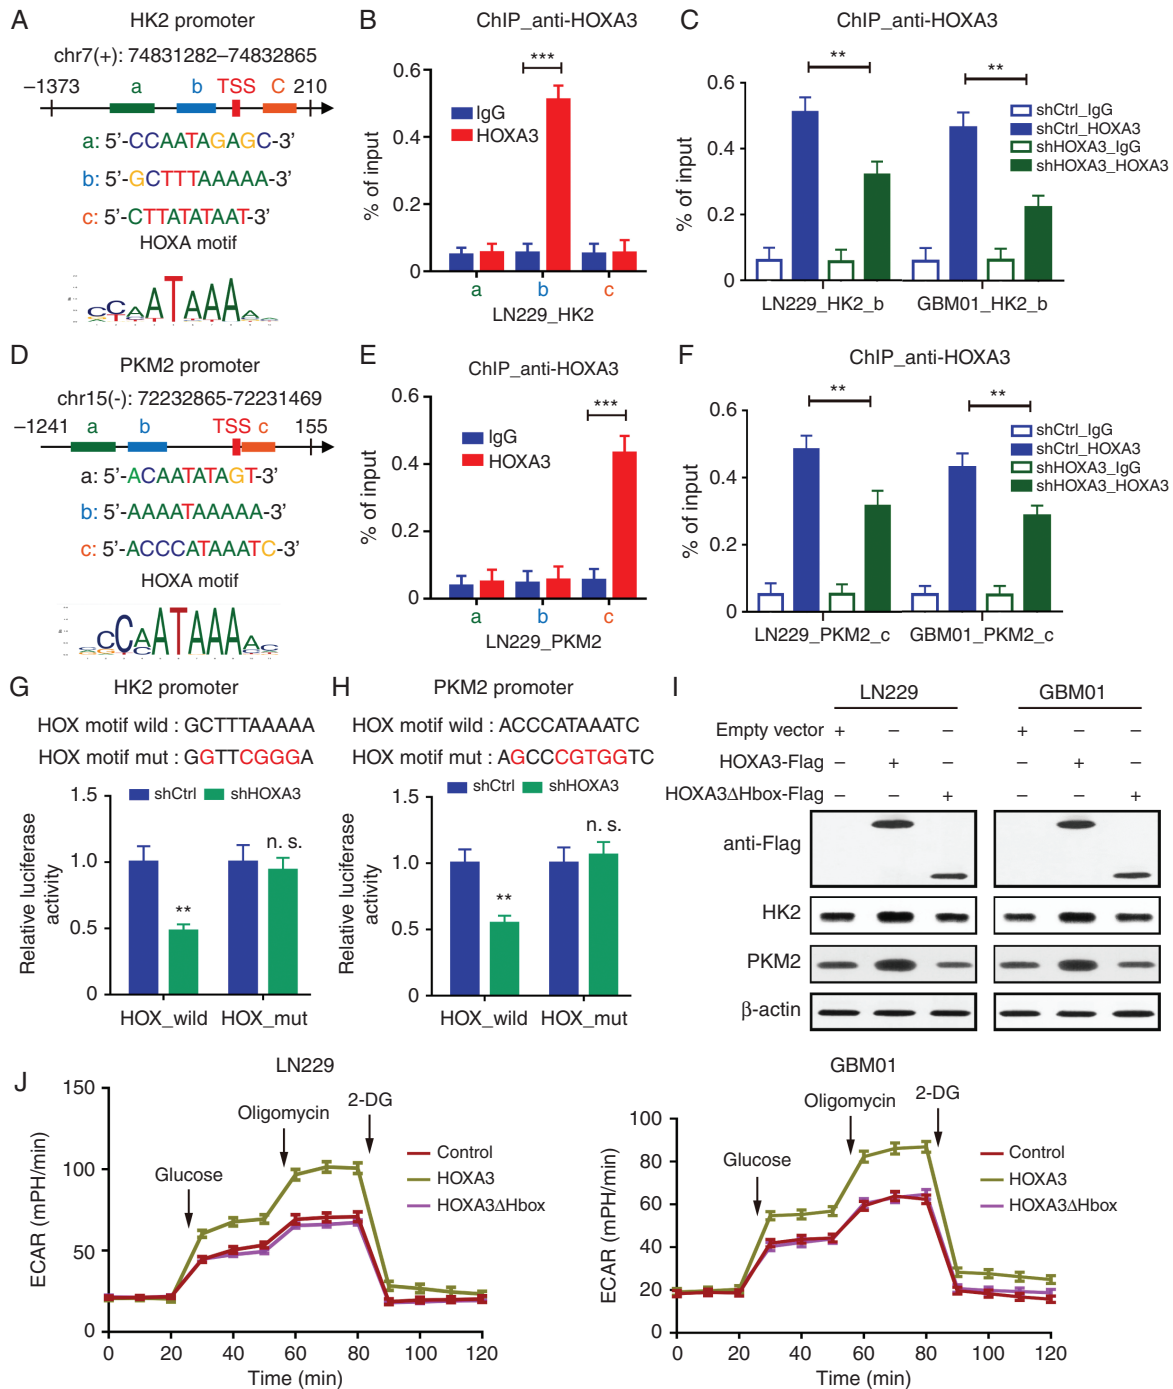 A
HK2 promoter
chr7(+): 74831282–74832865
–1373
a
b
TSS
C
210
a: 5'-CCAATAGAGC-3'
b: 5'-GCTTTAAAAA-3'
c: 5'-CTTATATAAT-3'
HOXA motif
B
ChIP_anti-HOXA3
% of input
0.6
0.4
0.2
0
***
IgG
HOXA3
a
b
c
LN229_HK2
C
ChIP_anti-HOXA3
% of input
0.6
0.4
0.2
0
**
**
shCtrl_IgG
shCtrl_HOXA3
shHOXA3_IgG
shHOXA3_HOXA3
LN229_HK2_b
GBM01_HK2_b
D
PKM2 promoter
chr15(-): 72232865-72231469
–1241
a
b
TSS
c
155
a: 5'-ACAATATAGT-3'
b: 5'-AAAATAAAAA-3'
c: 5'-ACCCATAAATC-3'
HOXA motif
E
ChIP_anti-HOXA3
% of input
0.6
0.4
0.2
0
***
IgG
HOXA3
a
b
c
LN229_PKM2
F
ChIP_anti-HOXA3
% of input
0.6
0.4
0.2
0
**
**
shCtrl_IgG
shCtrl_HOXA3
shHOXA3_IgG
shHOXA3_HOXA3
LN229_PKM2_c
GBM01_PKM2_c
G
HK2 promoter
HOX motif wild : GCTTTAAAAA
HOX motif mut : GGTTCGGGA
shCtrl
shHOXA3
Relative luciferase activity
1.5
1.0
0.5
0
**
n. s.
HOX_wild
HOX_mut
H
PKM2 promoter
HOX motif wild : ACCCATAAATC
HOX motif mut : AGCCCGTGGTC
shCtrl
shHOXA3
Relative luciferase activity
1.5
1.0
0.5
0
**
n. s.
HOX_wild
HOX_mut
I
LN229
GBM01
Empty vector + – – + – –
HOXA3-Flag – + – – + –
HOXA3ΔHbox-Flag – – + – – +
anti-Flag
HK2
PKM2
β-actin
J
LN229
ECAR (mPH/min)
150
100
50
0
Glucose
Oligomycin
2-DG
Control
HOXA3
HOXA3ΔHbox
0 20 40 60 80 100 120
Time (min)
GBM01
ECAR (mPH/min)
100
80
60
40
20
0
Glucose
Oligomycin
2-DG
Control
HOXA3
HOXA3ΔHbox
0 20 40 60 80 100 120
Time (min)